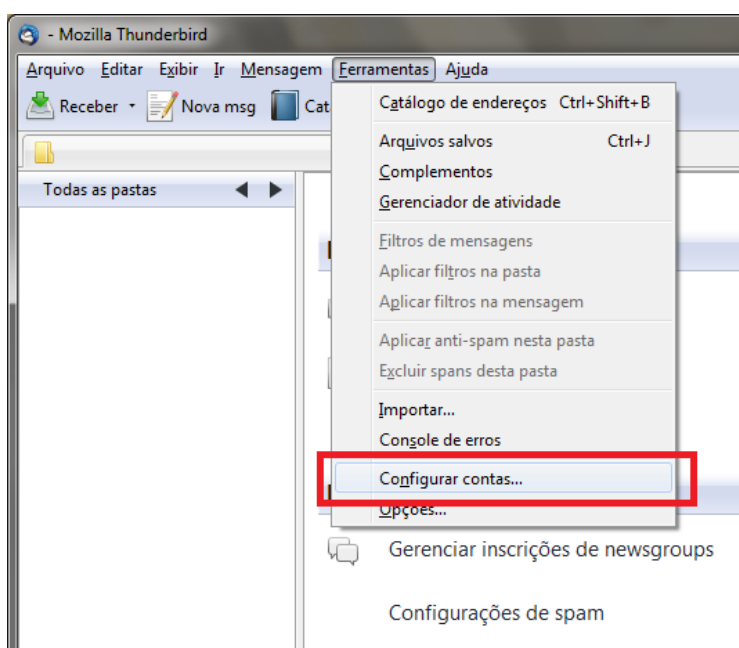 - Mozilla Thunderbird
Arquivo Editar Exibir Ir Mensagem Ferramentas Ajuda
Receber Nova msg Cat
Catálogo de endereços Ctrl+Shift+B
Arquivos salvos Ctrl+J
Complementos
Gerenciador de atividade
Todas as pastas
Filtros de mensagens
Aplicar filtros na pasta
Aplicar filtros na mensagem
Aplicar anti-spam nesta pasta
Excluir spans desta pasta
Importar...
Console de erros
Configurar contas...
Opções...
Gerenciar inscrições de newsgroups
Configurações de spam